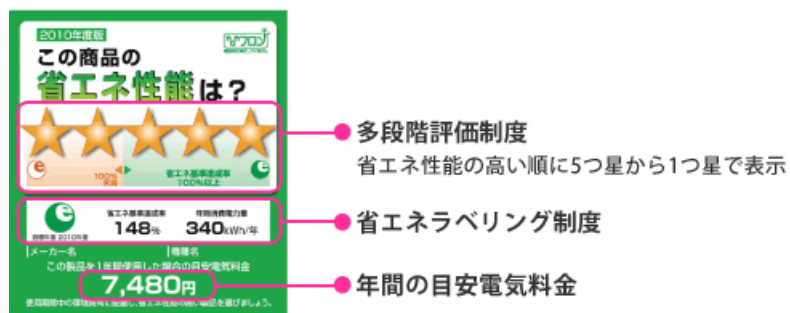 2010年度版
ノンフロン
この商品の
省エネ性能は？
e
100%未満
省エネ基準達成率
100%以上
e
e
目標年度 2010年度
省エネ基準達成率
148%
年間消費電力量
340kWh/年
メーカー名
機種名
この製品を1年間使用した場合の目安電気料金
7,480円
多段階評価制度
省エネ性能の高い順に5つ星から1つ星で表示
省エネラベリング制度
年間の目安電気料金